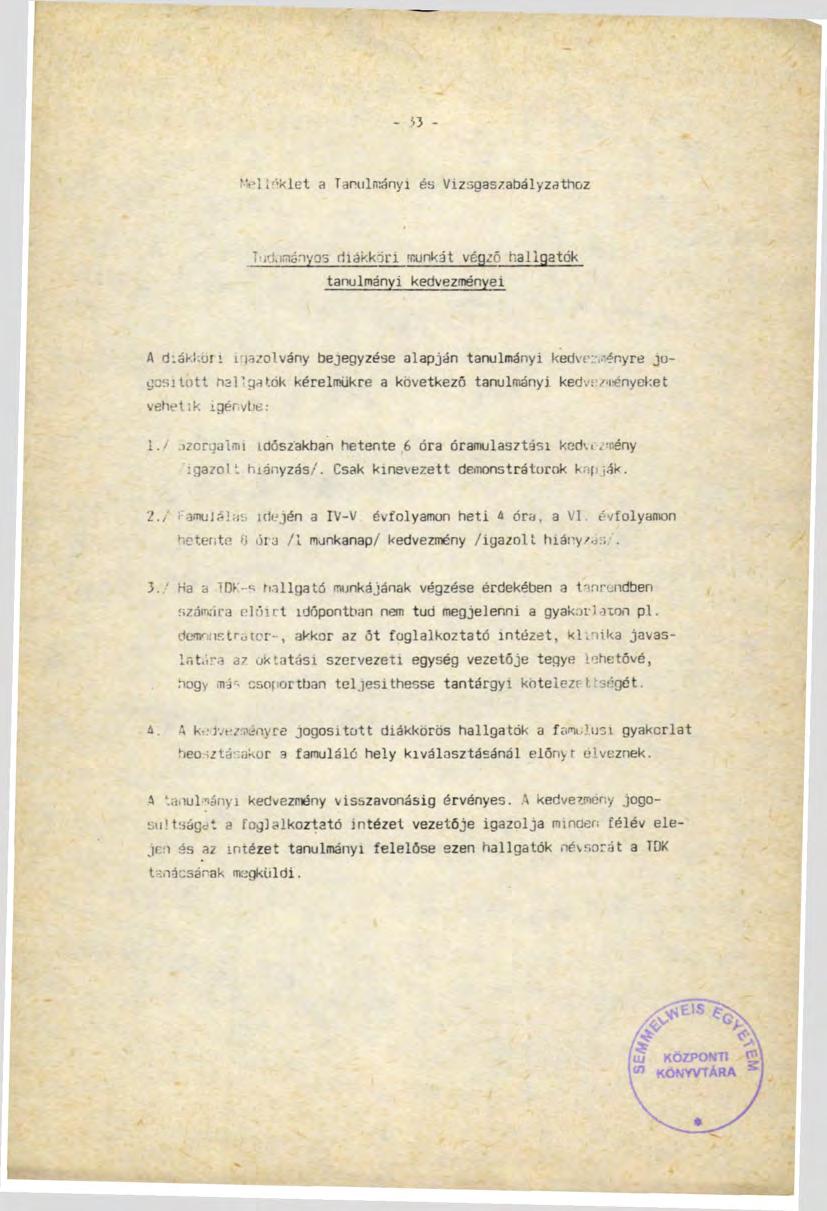 - 33 -
Melléklet a Tanulmányi és Vizsgaszabályzathoz
Tudományos diákköri munkát végző hallgatók
tanulmányi kedvezményei
A diákköri igazolvány bejegyzése alapján tanulmányi kedvezményre jo-
gosított hallgatók kérelmükre a következő tanulmányi kedvezményeket
vehetik igénybe:
1./ Szorgalmi időszakban hetente 6 óra óramulasztási kedvezmény
/igazolt hiányzás/. Csak kinevezett demonstrátorok kapják.
2./ Famulálás idején a IV-V. évfolyamon heti 4 óra, a VI. évfolyamon
hetente 8 óra /1 munkanap/ kedvezmény /igazolt hiányzás/.
3./ Ha a TDK-s hallgató munkájának végzése érdekében a tanrendben
számára előirt időpontban nem tud megjelenni a gyakorlaton pl.
demonstrator-, akkor az őt foglalkoztató intézet, klinika javas-
latára az oktatási szervezeti egység vezetője tegye lehetővé,
hogy más csoportban teljesithesse tantárgyi kötelezettségét.
4. A kedvezményre jogositott diákkörös hallgatók a famulusi gyakorlat
beosztásakor a famuláló hely kiválasztásánál előnyt élveznek.
A tanulmányi kedvezmény visszavonásig érvényes. A kedvezmény jogo-
sultságát a foglalkoztató intézet vezetője igazolja minden félév ele-
jén és az intézet tanulmányi felelőse ezen hallgatók névsorát a TDK
tanácsának megküldi.
SEMMELWEIS EGYETEM
KÖZPONTI
KÖNYVTÁRA
*